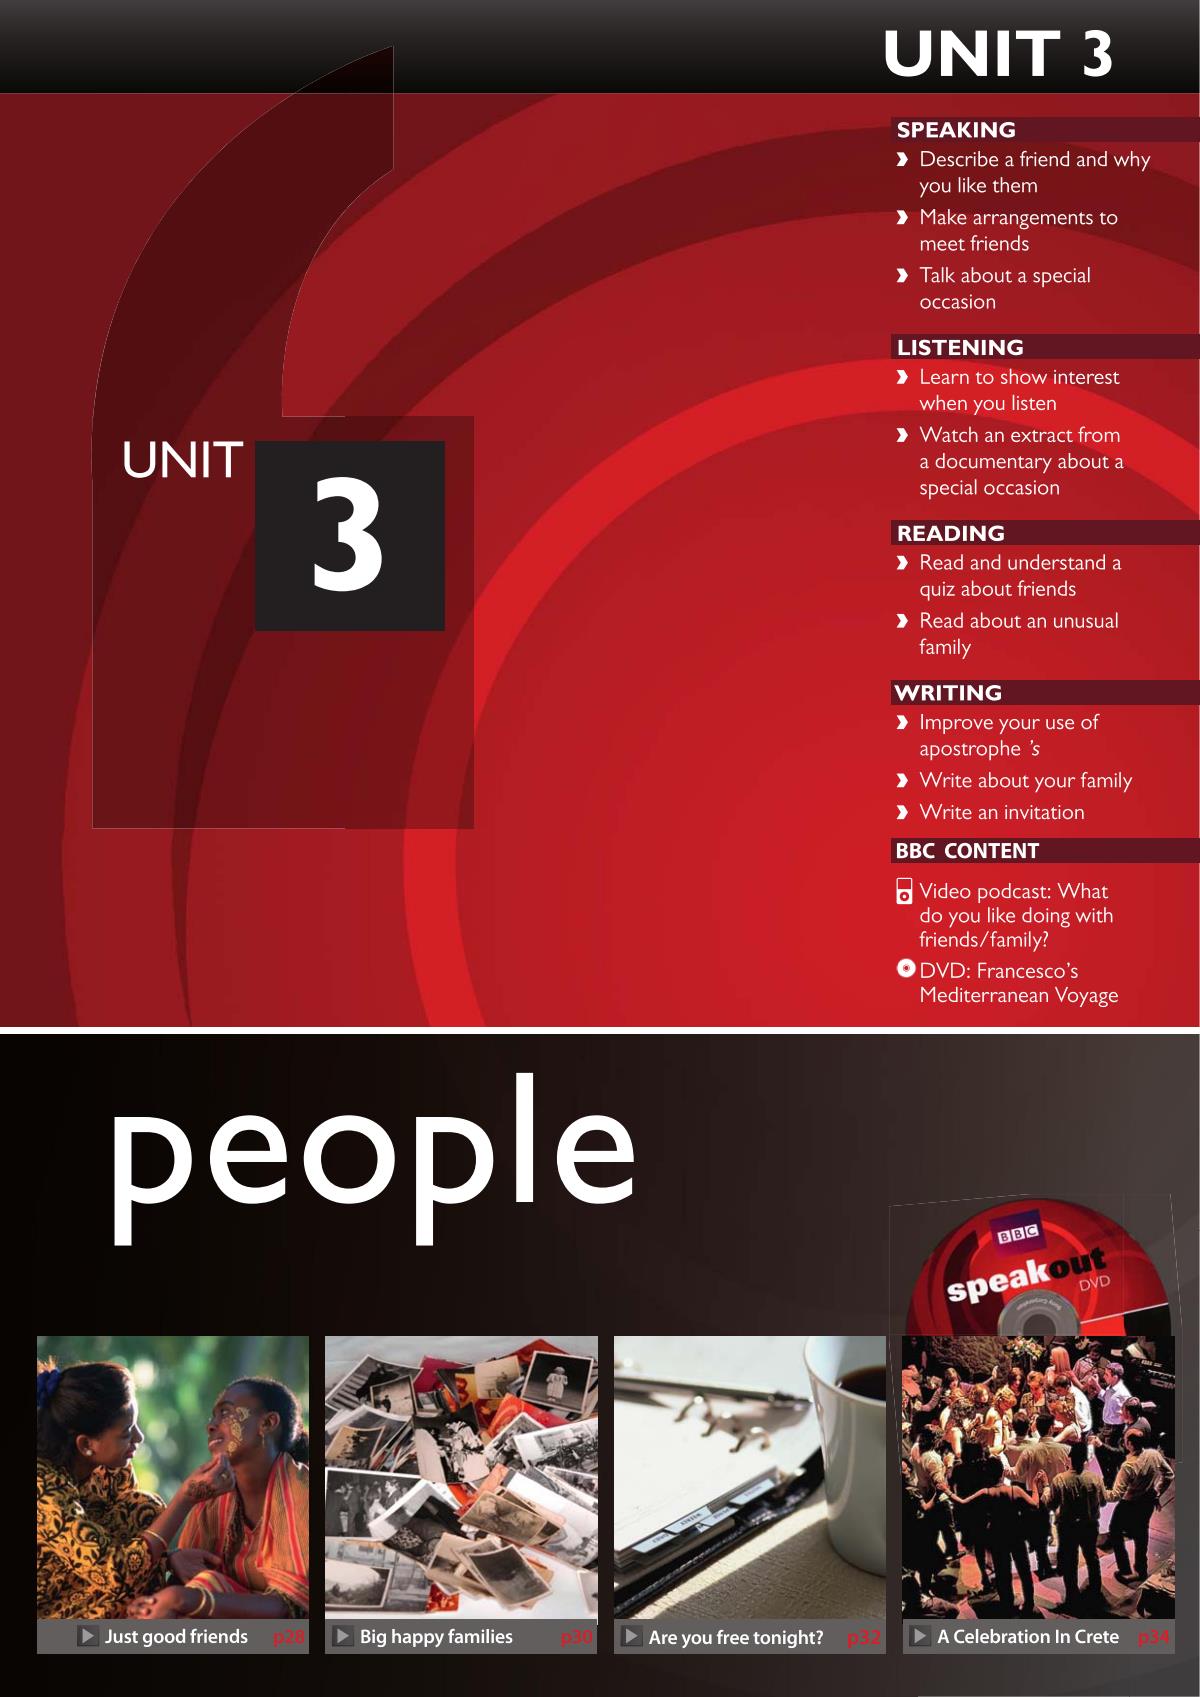 UNIT 3
SPEAKING
Describe a friend and why
you like them
Make arrangements to
meet friends
Talk about a special
occasion
LISTENING
Learn to show interest
when you listen
Watch an extract from
a documentary about a
special occasion
READING
Read and understand a
quiz about friends
Read about an unusual
family
WRITING
Improve your use of
apostrophe 's
Write about your family
Write an invitation
BBC CONTENT
Video podcast: What
do you like doing with
friends/family?
DVD: Francesco's
Mediterranean Voyage
UNIT
3
people
BBC
speakout
DVD
Just good friends p28
Big happy families p30
Are you free tonight? p32
A Celebration In Crete p34